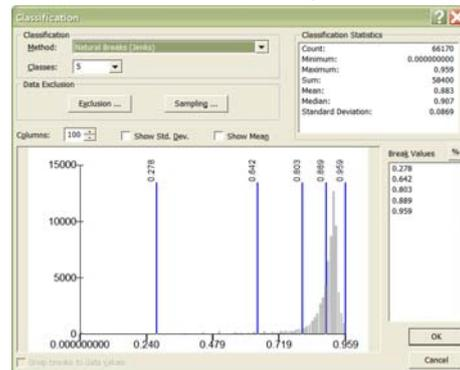 Classification
Classification
Method: Natural Breaks (Jenks)
Classes: 5
Data Exclusion
Exclusion ... Sampling ...
Classification Statistics
Count: 66170
Minimum: 0.000000000
Maximum: 0.959
Sum: 58400
Mean: 0.883
Median: 0.907
Standard Deviation: 0.0869
Columns: 100 Show Std. Dev. Show Mean
Break Values %
0.278
0.642
0.803
0.889
0.959
0.278 0.642 0.803 0.889 0.959
15000
10000
5000
0
0.000000000 0.240 0.479 0.719 0.959
Snap breaks to data values
OK
Cancel